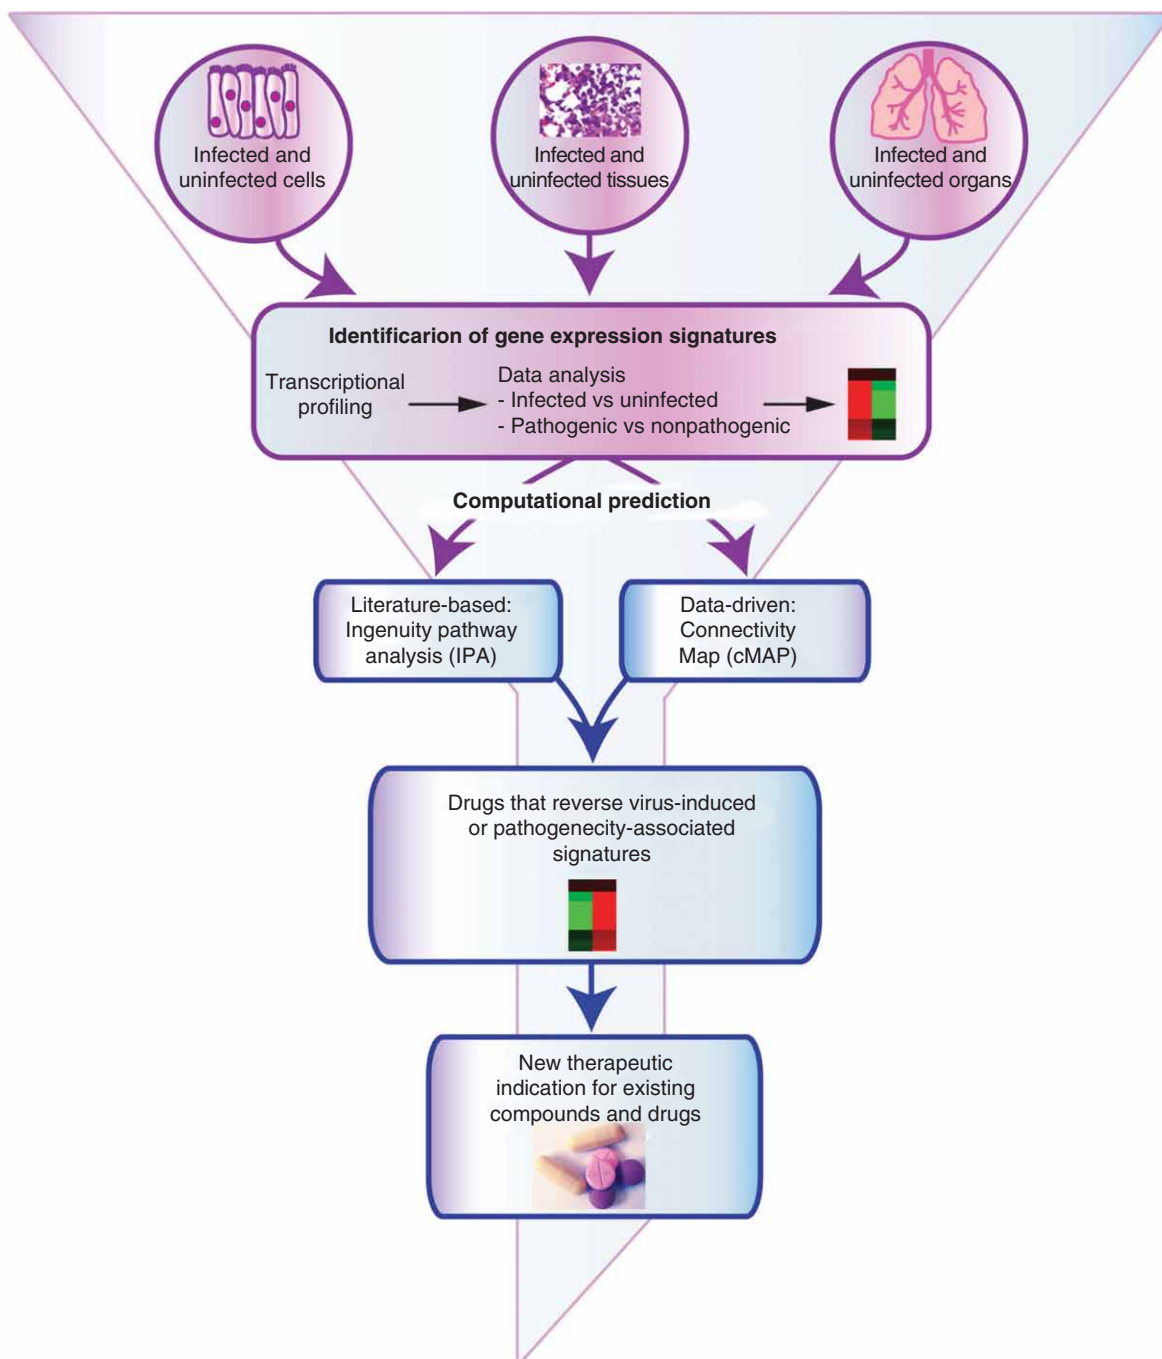 Infected and
uninfected cells
Infected and
uninfected tissues
Infected and
uninfected organs
Identificarion of gene expression signatures
Transcriptional
profiling
Data analysis
- Infected vs uninfected
- Pathogenic vs nonpathogenic
Computational prediction
Literature-based:
Ingenuity pathway
analysis (IPA)
Data-driven:
Connectivity
Map (cMAP)
Drugs that reverse virus-induced
or pathogenecity-associated
signatures
New therapeutic
indication for existing
compounds and drugs